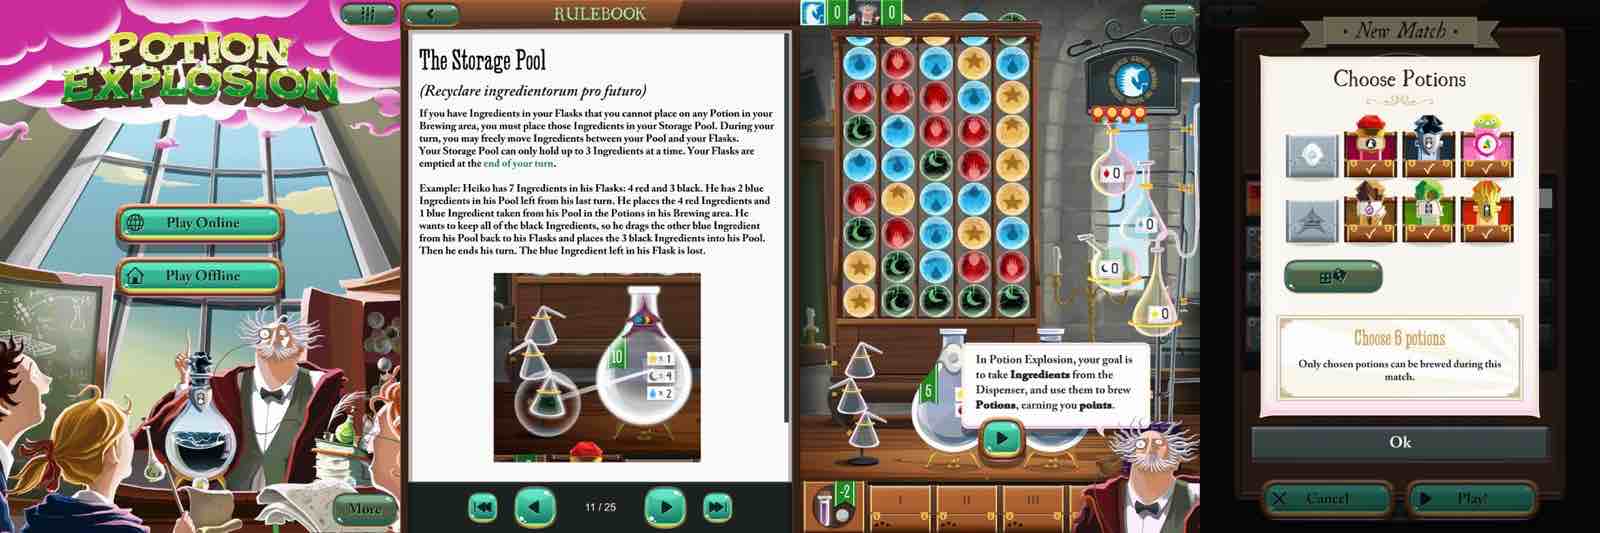 POTION
EXPLOSION
Play Online
Play Offline
More
RULEBOOK
The Storage Pool
(Recyclare ingredientorum pro futuro)
If you have Ingredients in your Flasks that you cannot place on any Potion in your
Brewing area, you must place those Ingredients in your Storage Pool. During your
turn, you may freely move Ingredients between your Pool and your Flasks.
Your Storage Pool can only hold up to 3 Ingredients at a time. Your Flasks are
emptied at the end of your turn.
Example: Heiko has 7 Ingredients in his Flasks: 4 red and 3 black. He has 2 blue
Ingredients in his Pool left from his last turn. He places the 4 red Ingredients and
1 blue Ingredient taken from his Pool in the Potions in his Brewing area. He
wants to keep all of the black Ingredients, so he drags the other blue Ingredient
from his Pool back to his Flasks and places the 3 black Ingredients into his Pool.
Then he ends his turn. The blue Ingredient left in his Flask is lost.
10
x 1
x 4
x 2
11 / 25
0
0
0
0
0
0
5
In Potion Explosion, your goal is
to take Ingredients from the
Dispenser, and use them to brew
Potions, earning you points.
-2
I II III
New Match
Choose Potions
Choose 6 potions
Only chosen potions can be brewed during this
match.
Ok
Cancel
Play!